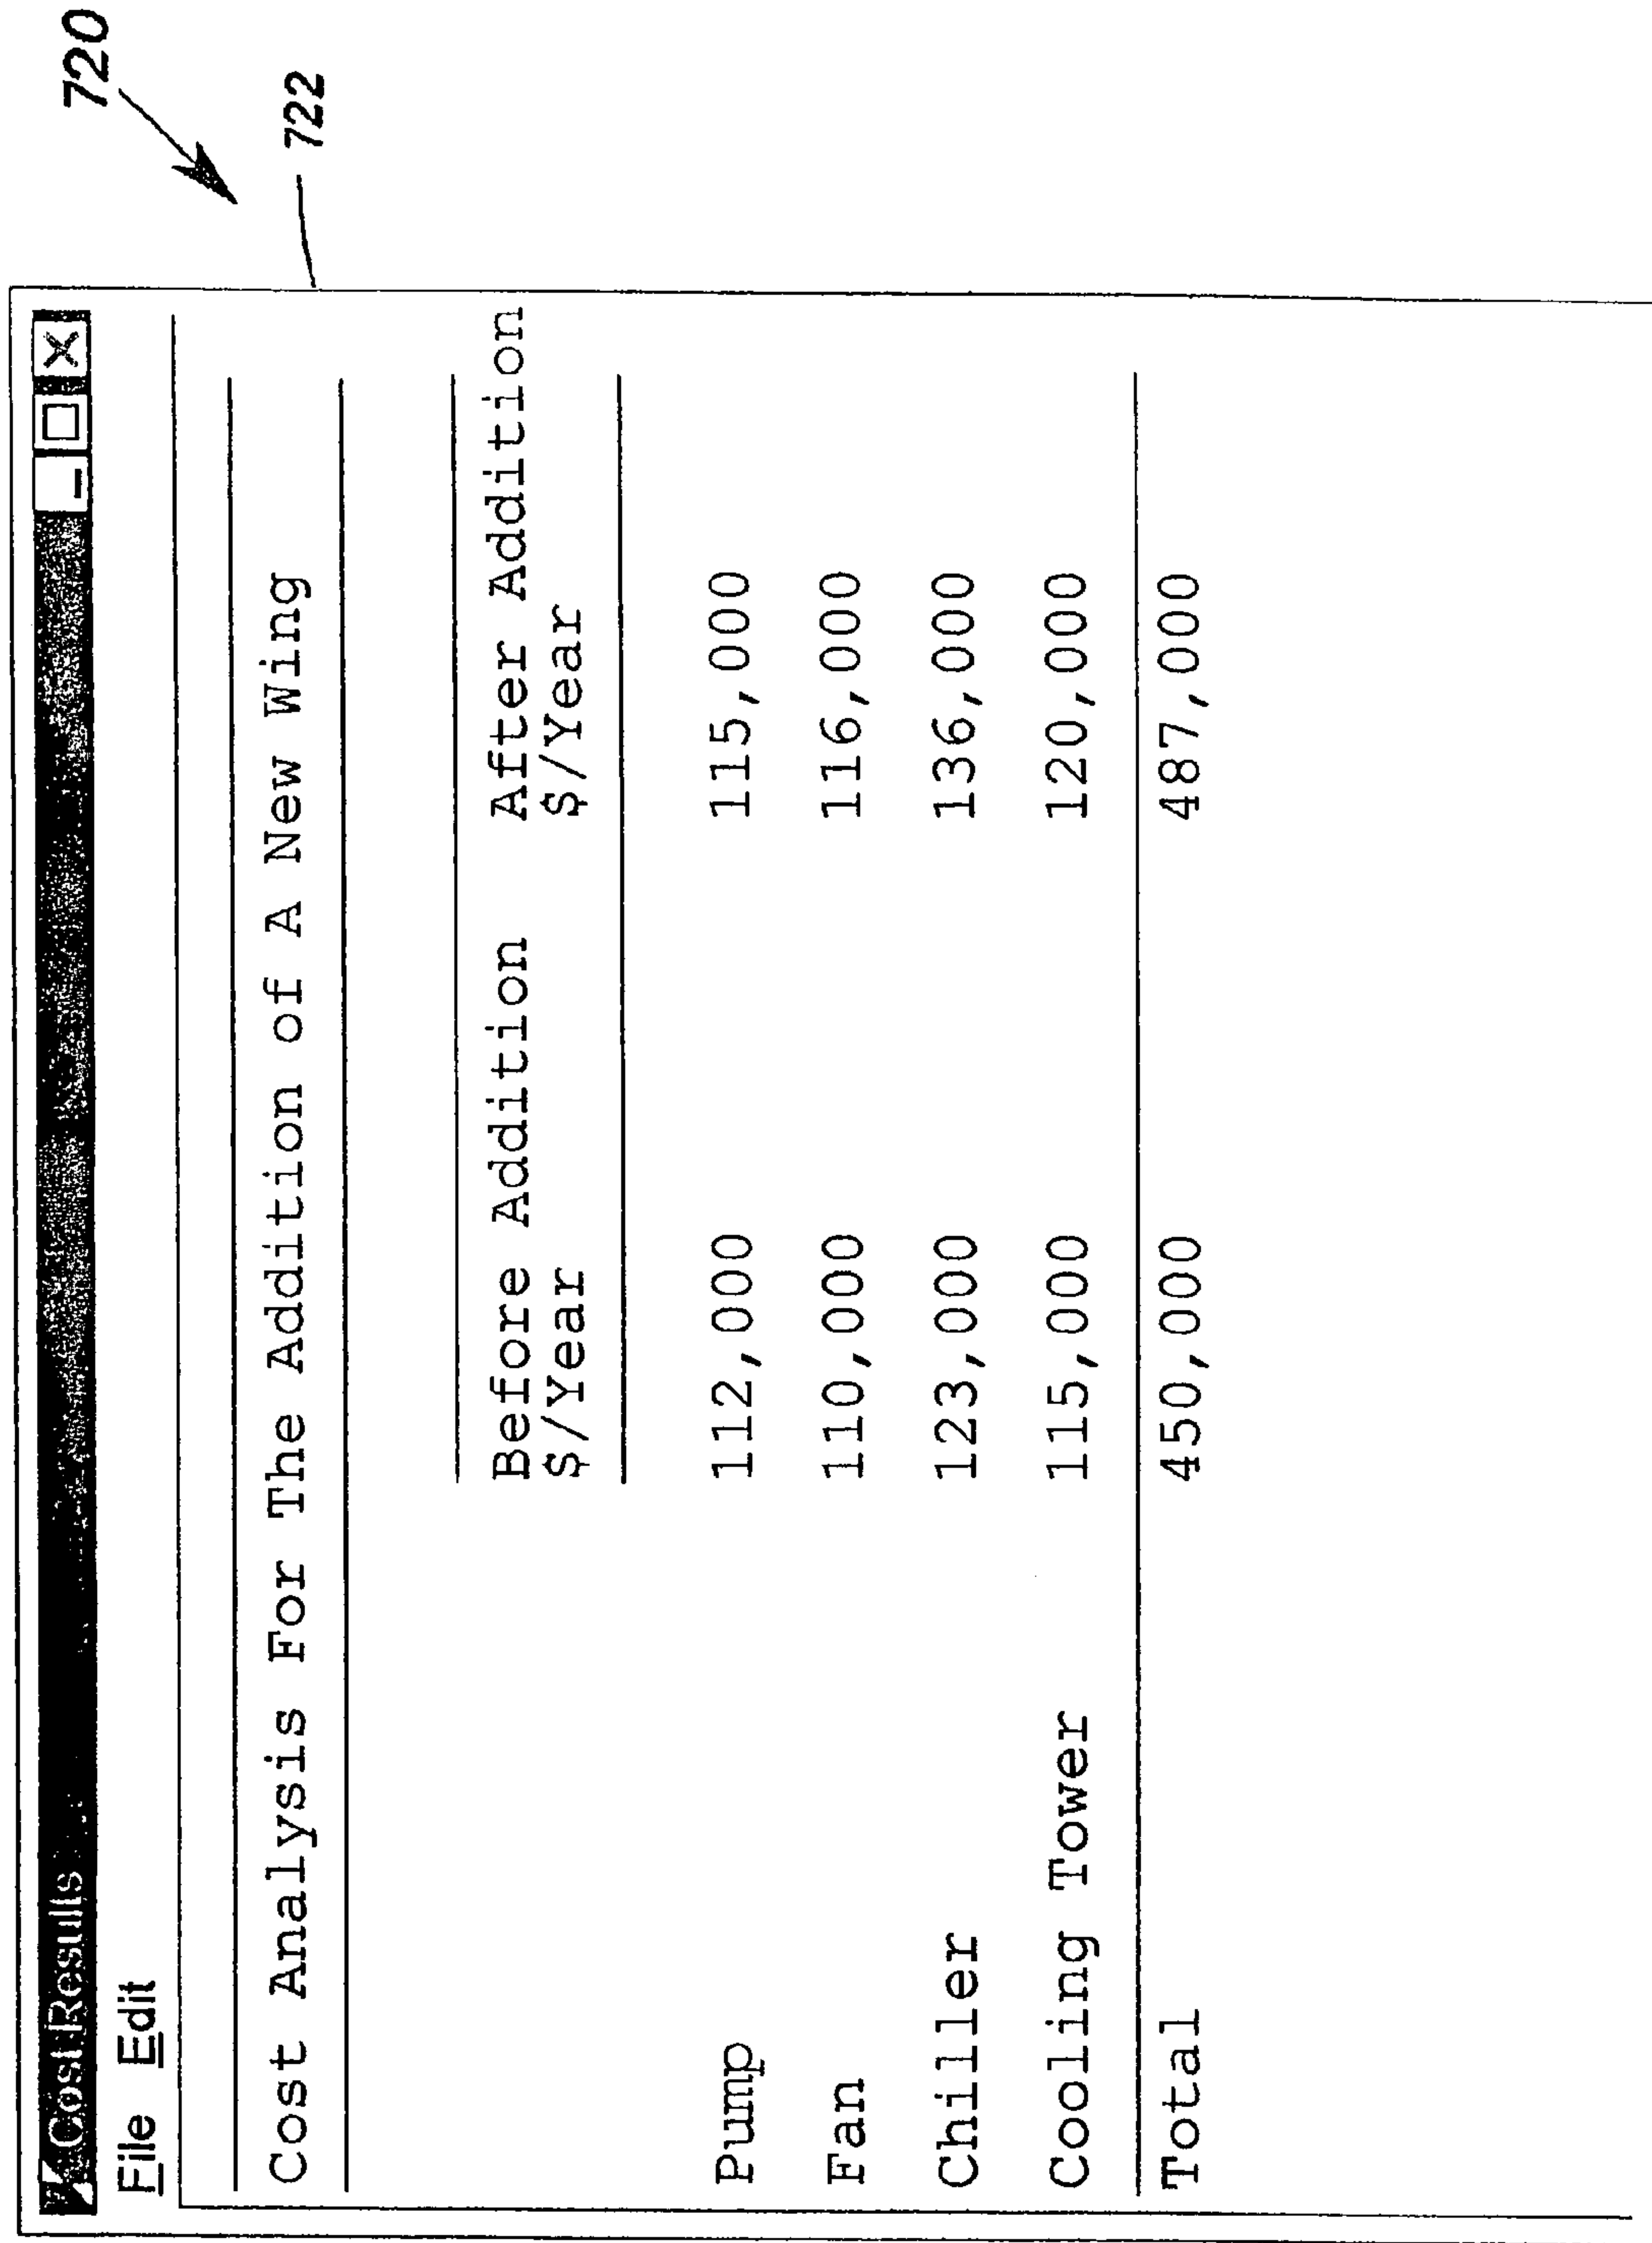 720
722
Cost Results
File Edit
Cost Analysis For The Addition of A New Wing
Before Addition After Addition
$/Year $/Year
Pump 112,000 115,000
Fan 110,000 116,000
Chiller 123,000 136,000
Cooling Tower 115,000 120,000
Total 450,000 487,000